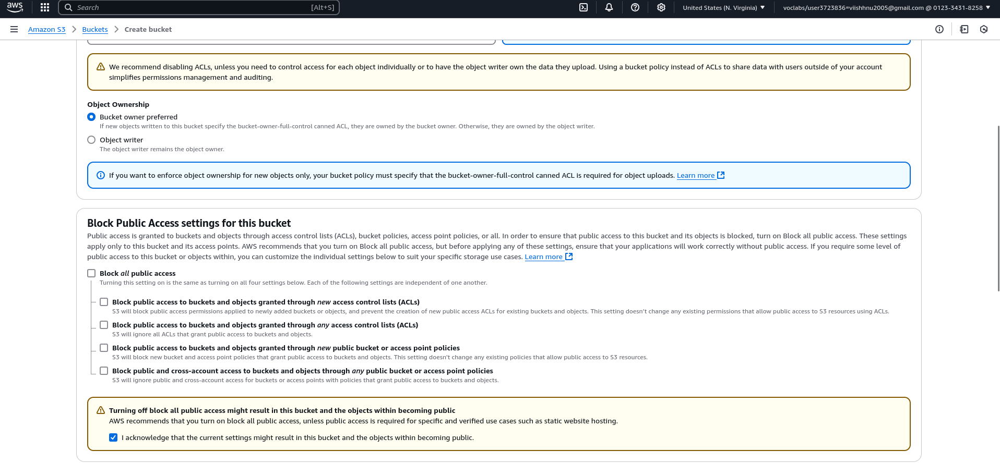 aws
Search
[Alt+S]
United States (N. Virginia)
voclabs/user3723836=viishhnu2005@gmail.com @ 0123-3431-8258
Amazon S3
Buckets
Create bucket
We recommend disabling ACLs, unless you need to control access for each object individually or to have the object writer own the data they upload. Using a bucket policy instead of ACLs to share data with users outside of your account
simplifies permissions management and auditing.
Object Ownership
Bucket owner preferred
If new objects written to this bucket specify the bucket-owner-full-control canned ACL, they are owned by the bucket owner. Otherwise, they are owned by the object writer.
Object writer
The object writer remains the object owner.
If you want to enforce object ownership for new objects only, your bucket policy must specify that the bucket-owner-full-control canned ACL is required for object uploads. Learn more
Block Public Access settings for this bucket
Public access is granted to buckets and objects through access control lists (ACLs), bucket policies, access point policies, or all. In order to ensure that public access to this bucket and its objects is blocked, turn on Block all public access. These settings
apply only to this bucket and its access points. AWS recommends that you turn on Block all public access, but before applying any of these settings, ensure that your applications will work correctly without public access. If you require some level of
public access to this bucket or objects within, you can customize the individual settings below to suit your specific storage use cases. Learn more
Block all public access
Turning this setting on is the same as turning on all four settings below. Each of the following settings are independent of one another.
Block public access to buckets and objects granted through new access control lists (ACLs)
S3 will block public access permissions applied to newly added buckets or objects, and prevent the creation of new public access ACLs for existing buckets and objects. This setting doesn't change any existing permissions that allow public access to S3 resources using ACLs.
Block public access to buckets and objects granted through any access control lists (ACLs)
S3 will ignore all ACLs that grant public access to buckets and objects.
Block public access to buckets and objects granted through new public bucket or access point policies
S3 will block new bucket and access point policies that grant public access to buckets and objects. This setting doesn't change any existing policies that allow public access to S3 resources.
Block public and cross-account access to buckets and objects through any public bucket or access point policies
S3 will ignore public and cross-account access for buckets or access points with policies that grant public access to buckets and objects.
Turning off block all public access might result in this bucket and the objects within becoming public
AWS recommends that you turn on block all public access, unless public access is required for specific and verified use cases such as static website hosting.
I acknowledge that the current settings might result in this bucket and the objects within becoming public.